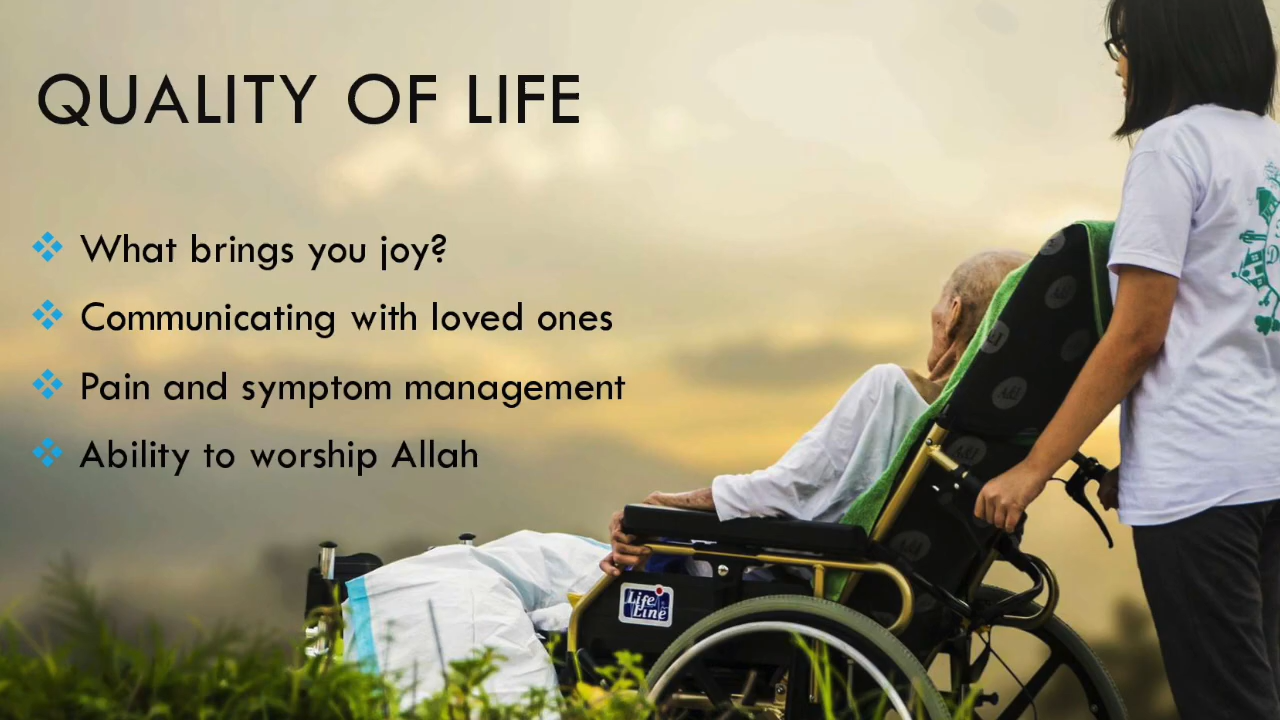 QUALITY OF LIFE
What brings you joy?
Communicating with loved ones
Pain and symptom management
Ability to worship Allah
Life
Line